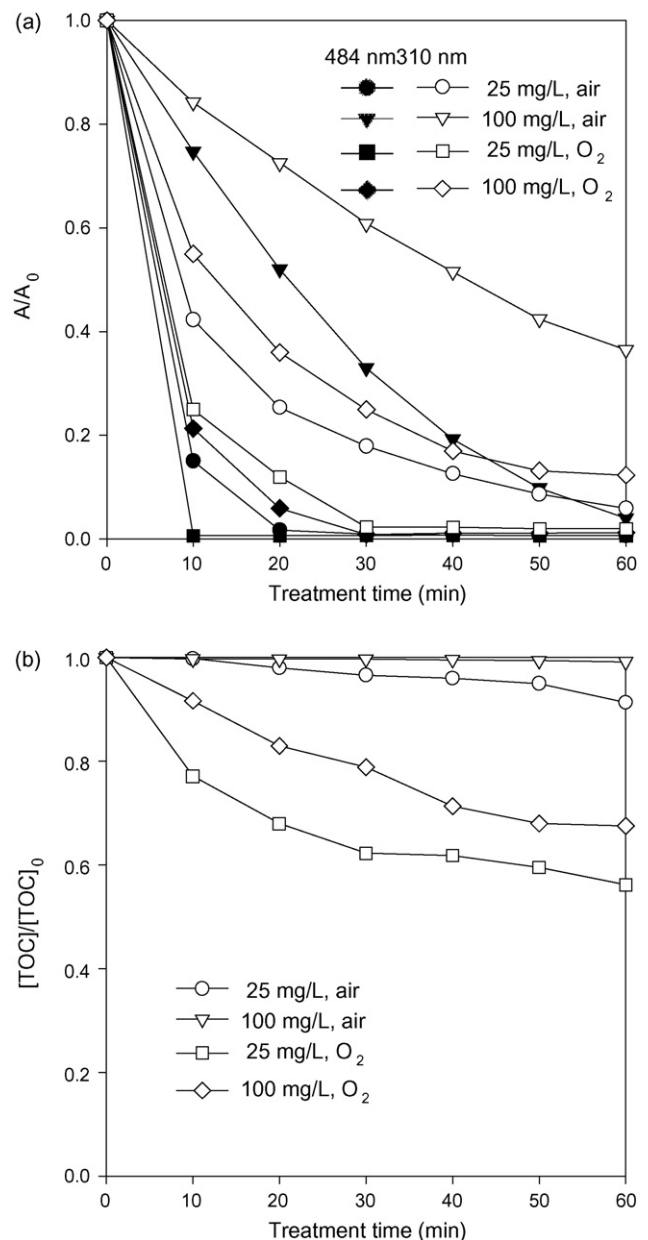 (a)
1.0
0.8
0.6
0.4
0.2
0.0
A/A₀
484 nm310 nm
25 mg/L, air
100 mg/L, air
25 mg/L, O₂
100 mg/L, O₂
0 10 20 30 40 50 60
Treatment time (min)
(b)
1.0
0.8
0.6
0.4
0.2
0.0
[TOC]/[TOC]₀
25 mg/L, air
100 mg/L, air
25 mg/L, O₂
100 mg/L, O₂
0 10 20 30 40 50 60
Treatment time (min)